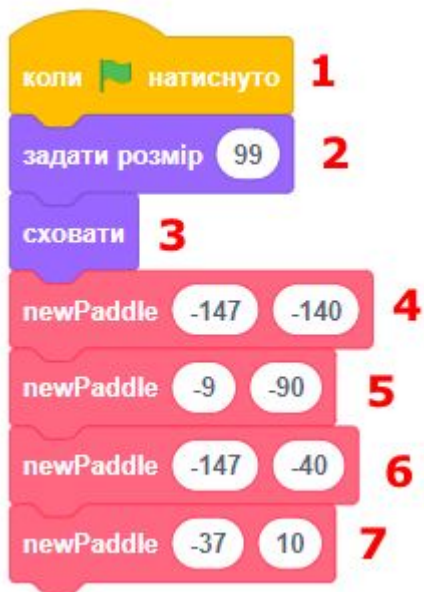 коли натиснуто 1
задати розмір 99 2
сховати 3
newPaddle -147 -140 4
newPaddle -9 -90 5
newPaddle -147 -40 6
newPaddle -37 10 7